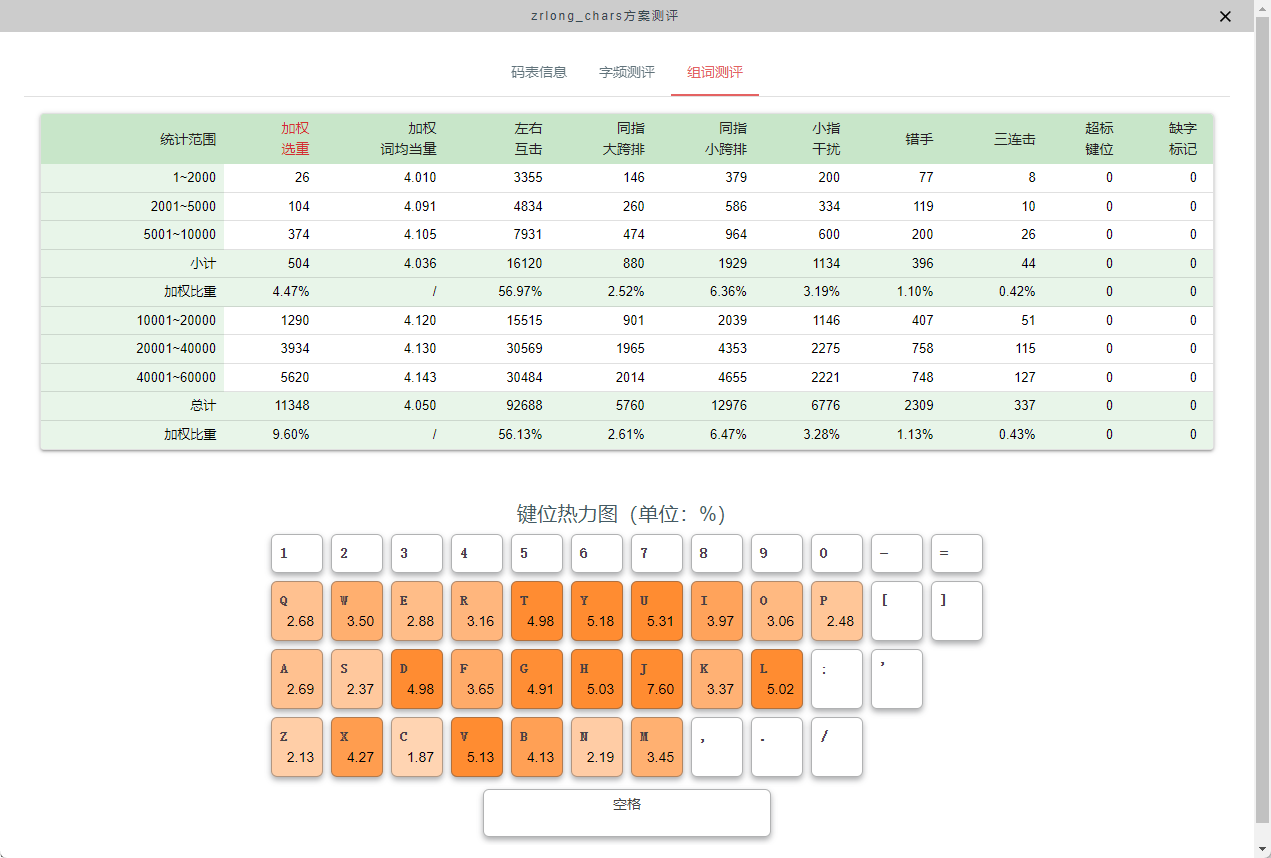 zrlong_chars方案测评
码表信息 字频测评 组词测评
统计范围 加权选重 加权词均当量 左右互击 同指大跨排 同指小跨排 小指干扰 错手 三连击 超标键位 缺字标记
1~2000 26 4.010 3355 146 379 200 77 8 0 0
2001~5000 104 4.091 4834 260 586 334 119 10 0 0
5001~10000 374 4.105 7931 474 964 600 200 26 0 0
小计 504 4.036 16120 880 1929 1134 396 44 0 0
加权比重 4.47% / 56.97% 2.52% 6.36% 3.19% 1.10% 0.42% 0 0
10001~20000 1290 4.120 15515 901 2039 1146 407 51 0 0
20001~40000 3934 4.130 30569 1965 4353 2275 758 115 0 0
40001~60000 5620 4.143 30484 2014 4655 2221 748 127 0 0
总计 11348 4.050 92688 5760 12976 6776 2309 337 0 0
加权比重 9.60% / 56.13% 2.61% 6.47% 3.28% 1.13% 0.43% 0 0
键位热力图（单位：%）
1 2 3 4 5 6 7 8 9 0 - =
Q W E R T Y U I O P [ ]
2.68 3.50 2.88 3.16 4.98 5.18 5.31 3.97 3.06 2.48
A S D F G H J K L : '
2.69 2.37 4.98 3.65 4.91 5.03 7.60 3.37 5.02
Z X C V B N M , . /
2.13 4.27 1.87 5.13 4.13 2.19 3.45
空格